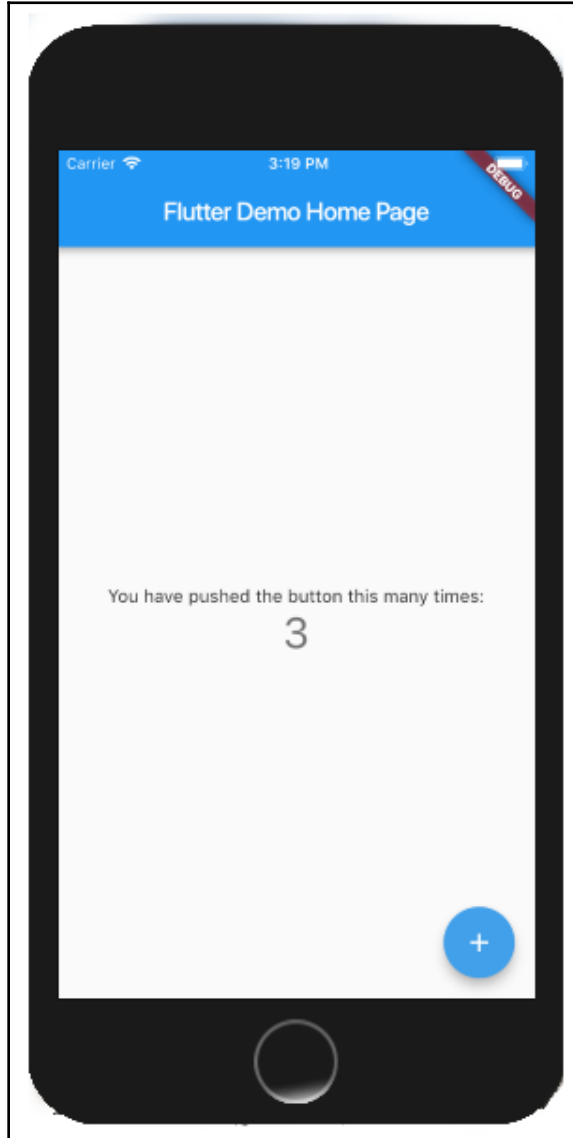 Carrier
3:19 PM
DEBUG
Flutter Demo Home Page
You have pushed the button this many times:
3
+